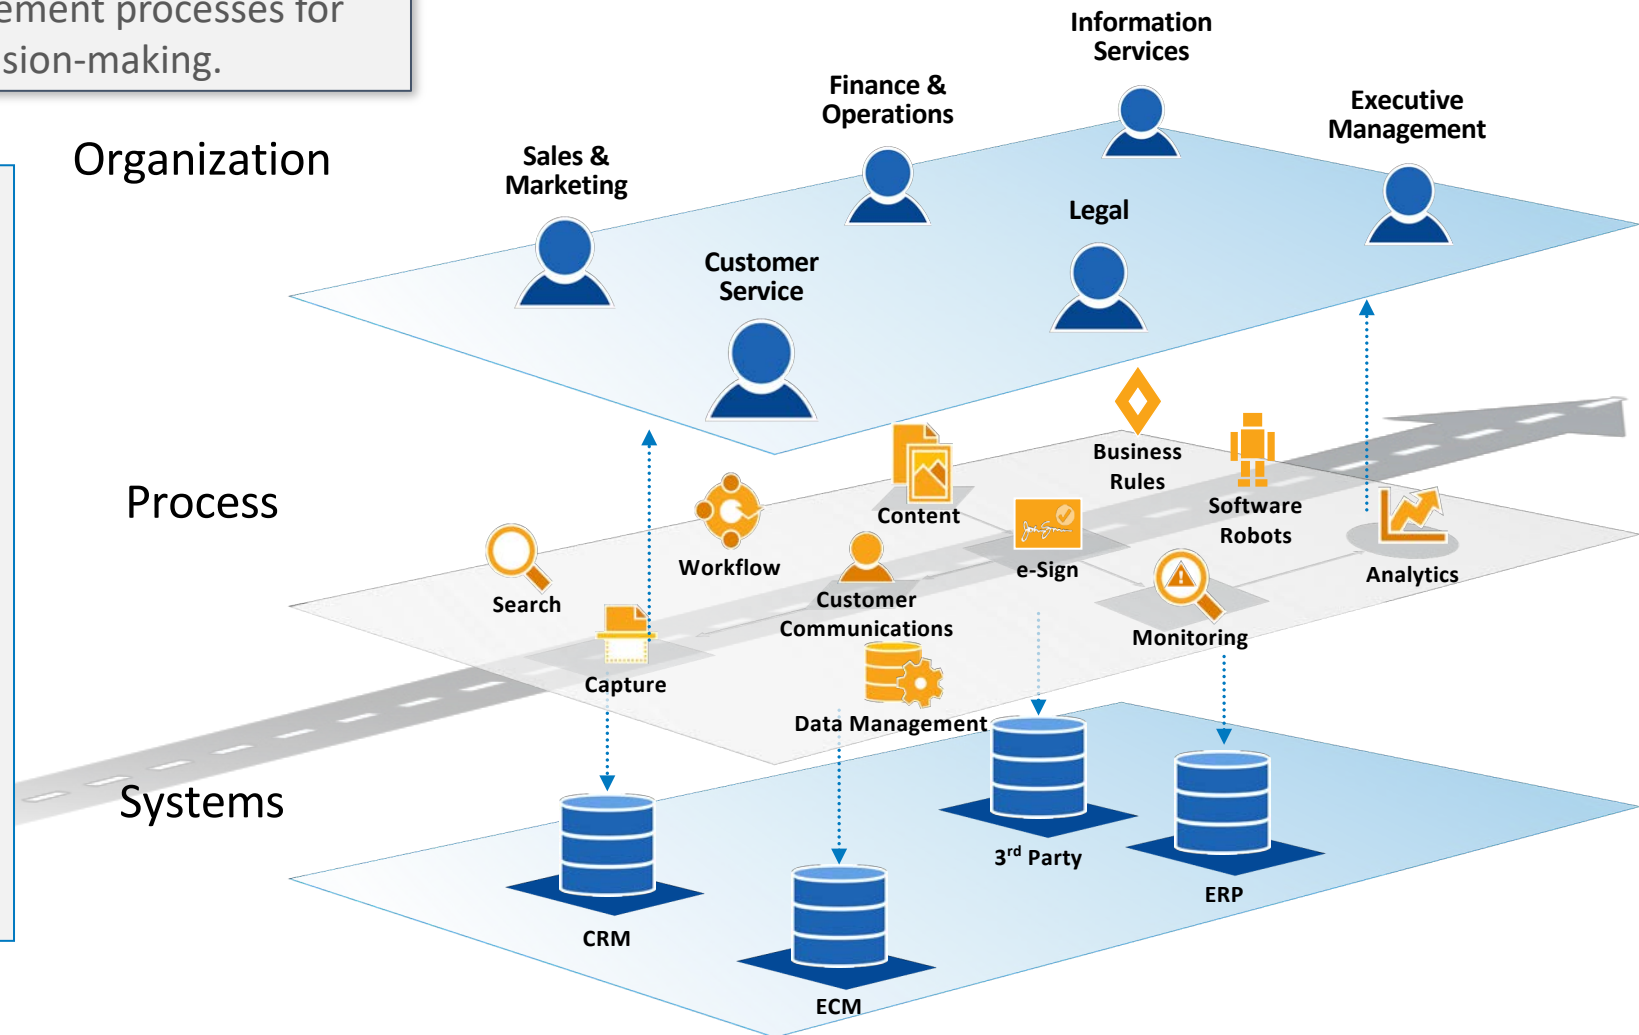 ement processes for
sion-making.
Organization
Information
Services
Finance &
Operations
Executive
Management
Sales &
Marketing
Legal
Customer
Service
Process
Business
Rules
Content
Software
Robots
Workflow
e-Sign
Analytics
Search
Customer
Communications
Monitoring
Capture
Data Management
Systems
3rd Party
ERP
CRM
ECM